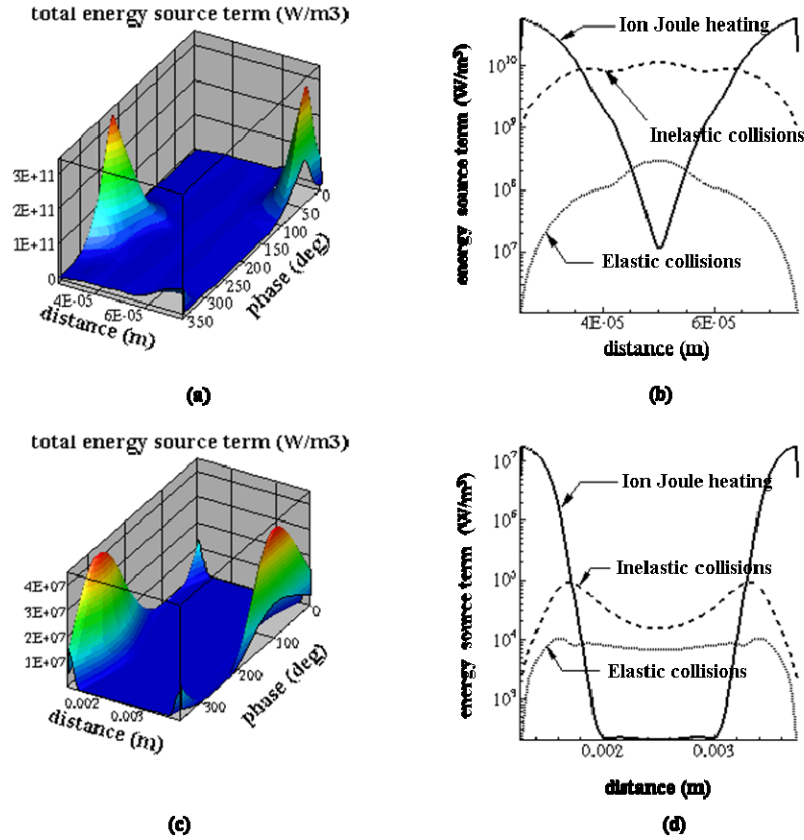 total energy source term (W/m3)
3E+11
2E+11
1E+11
0
4E-05
6E-05
distance (m)
0
50
100
150
200
250
300
350
phase (deg)
(a)
energy source term (W/m³)
10¹⁰
10⁹
10⁸
10⁷
Ion Joule heating
Inelastic collisions
Elastic collisions
4E-05
6E-05
distance (m)
(b)
total energy source term (W/m3)
4E+07
3E+07
2E+07
1E+07
0.002
0.003
distance (m)
0
100
200
300
phase (deg)
(c)
energy source term (W/m³)
10⁷
10⁶
10⁵
10⁴
10³
Ion Joule heating
Inelastic collisions
Elastic collisions
0.002
0.003
distance (m)
(d)